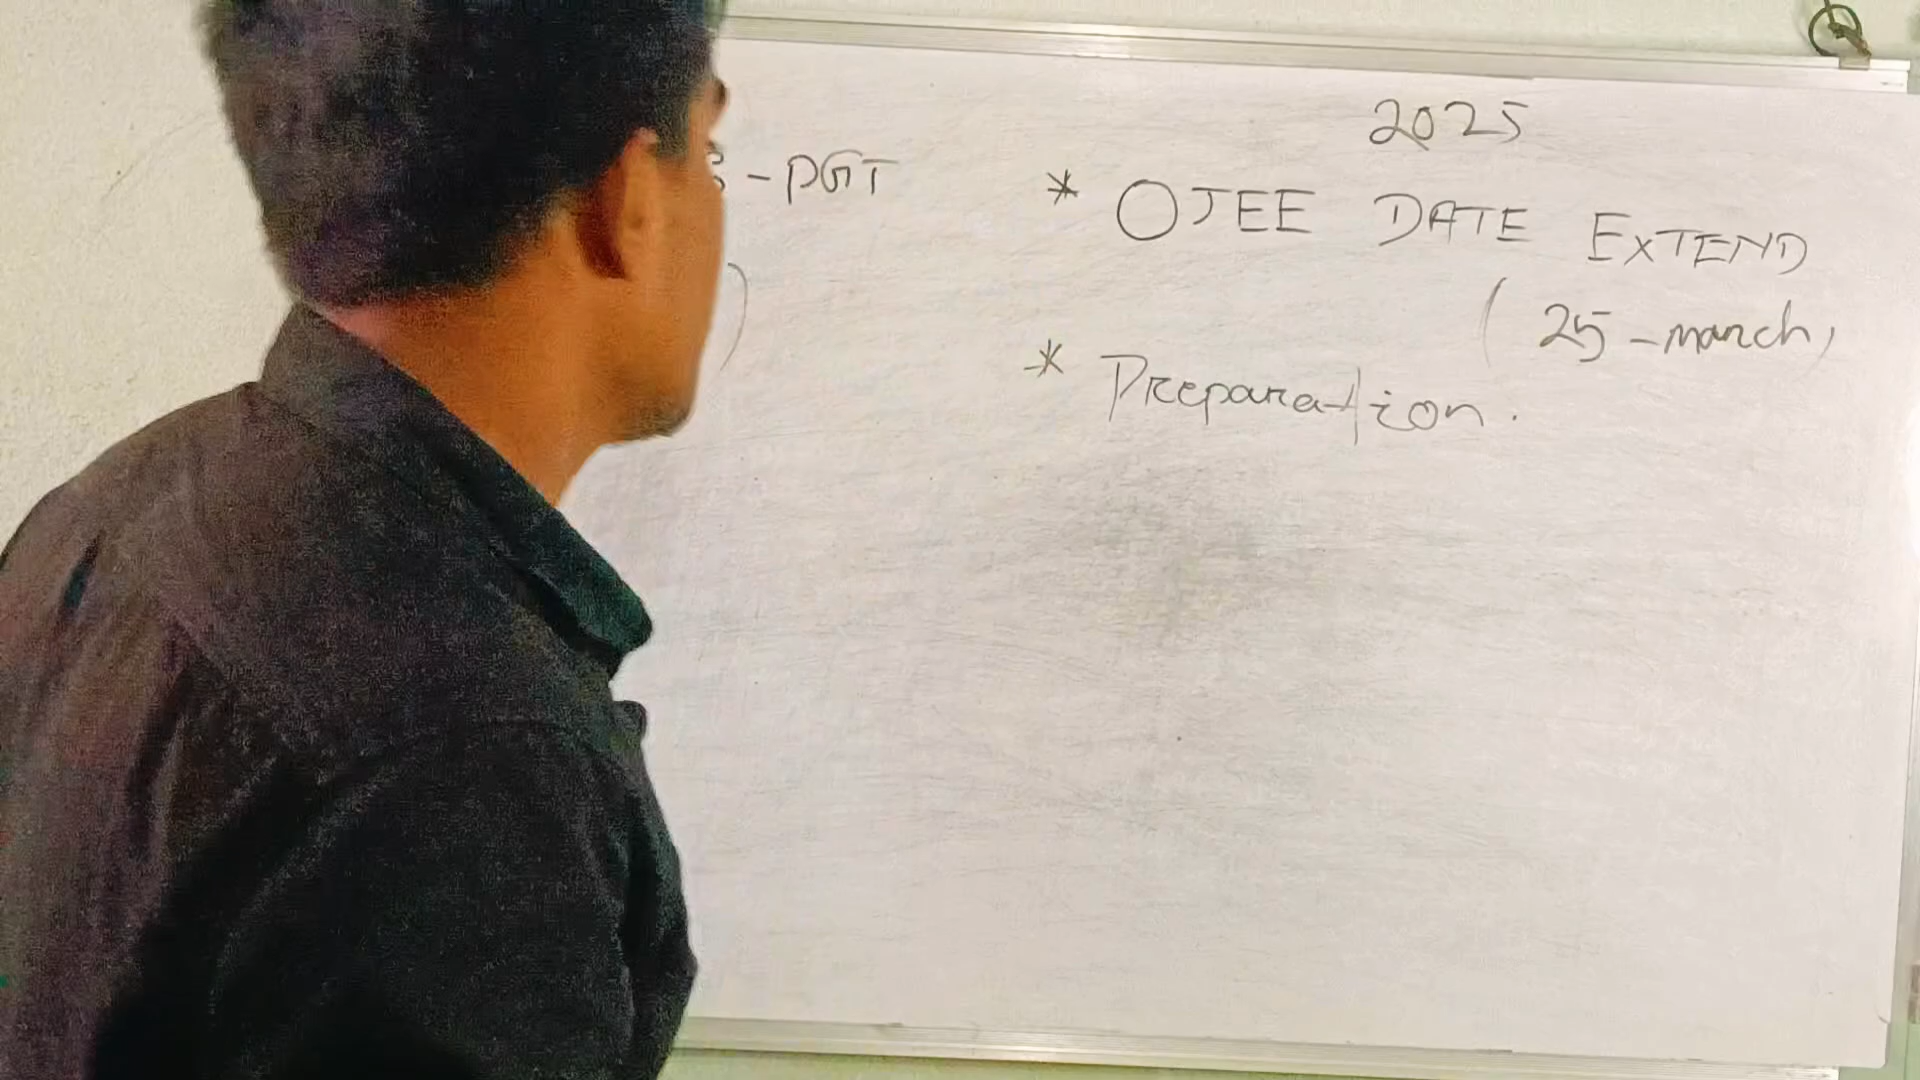 2025
- PGT
* OJEE DATE EXTEND
( 25 - march,
* Preparation.